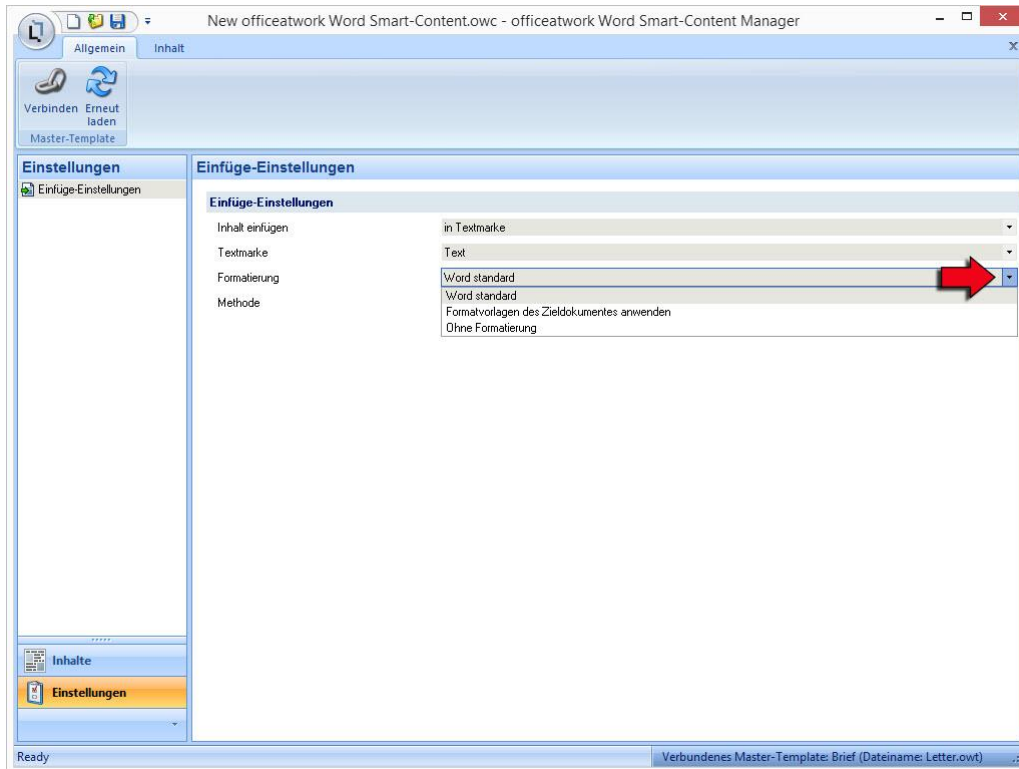 New officeatwork Word Smart-Content.owc - officeatwork Word Smart-Content Manager
Allgemein Inhalt
Verbinden Erneut
laden
Master-Template
Einstellungen
Einfüge-Einstellungen
Einfüge-Einstellungen
Einfüge-Einstellungen
Inhalt einfügen in Textmarke
Textmarke Text
Formatierung Word standard
Methode Word standard
Formatvorlagen des Zieldokumentes anwenden
Ohne Formatierung
Inhalte
Einstellungen
Ready Verbundenes Master-Template: Brief (Dateiname: Letter.owt)